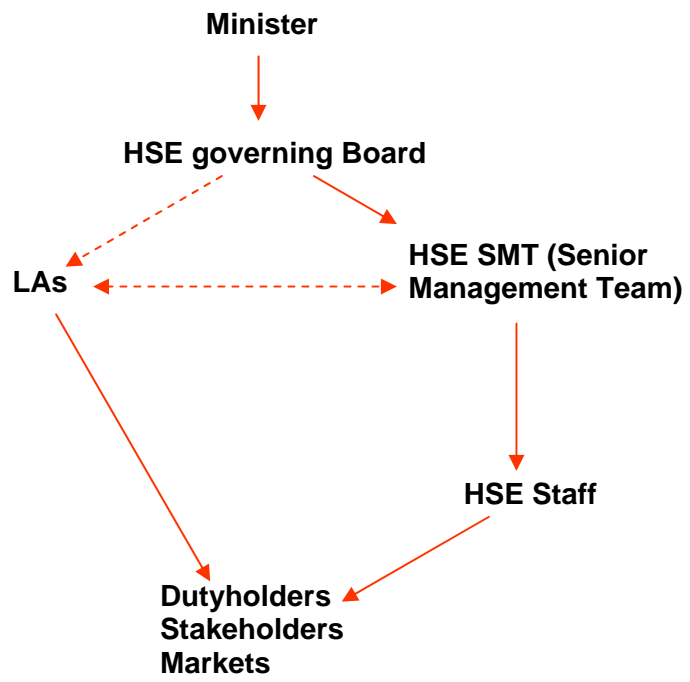 Minister
HSE governing Board
LAs
HSE SMT (Senior
Management Team)
HSE Staff
Dutyholders
Stakeholders
Markets